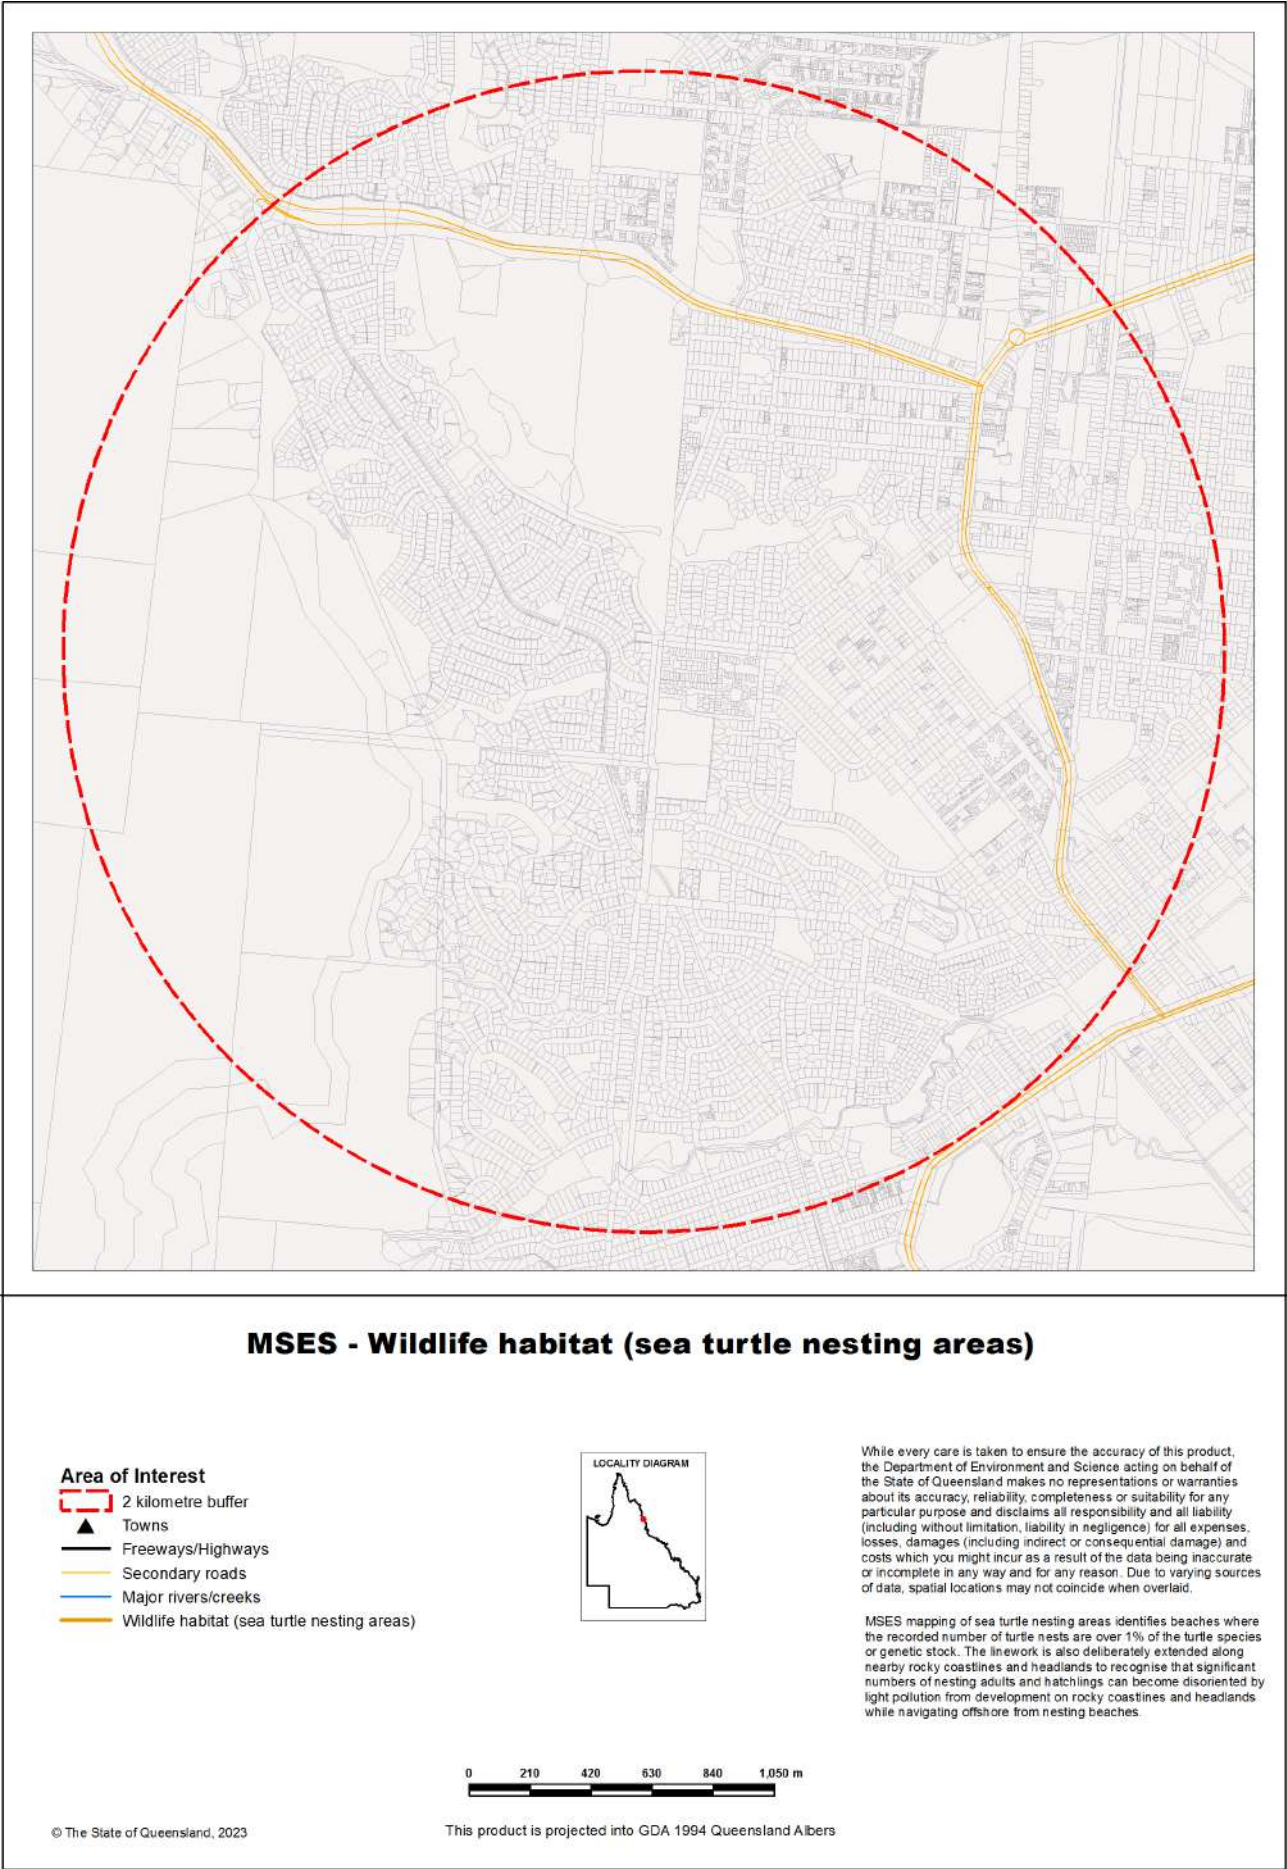 MSES - Wildlife habitat (sea turtle nesting areas)
Area of Interest
2 kilometre buffer
Towns
Freeways/Highways
Secondary roads
Major rivers/creeks
Wildlife habitat (sea turtle nesting areas)
LOCALITY DIAGRAM
While every care is taken to ensure the accuracy of this product,
the Department of Environment and Science acting on behalf of
the State of Queensland makes no representations or warranties
about its accuracy, reliability, completeness or suitability for any
particular purpose and disclaims all responsibility and all liability
(including without limitation, liability in negligence) for all expenses,
losses, damages (including indirect or consequential damage) and
costs which you might incur as a result of the data being inaccurate
or incomplete in any way and for any reason. Due to varying sources
of data, spatial locations may not coincide when overlaid.
MSES mapping of sea turtle nesting areas identifies beaches where
the recorded number of turtle nests are over 1% of the turtle species
or genetic stock. The linework is also deliberately extended along
nearby rocky coastlines and headlands to recognise that significant
numbers of nesting adults and hatchlings can become disoriented by
light pollution from development on rocky coastlines and headlands
while navigating offshore from nesting beaches.
0 210 420 630 840 1,050 m
© The State of Queensland, 2023
This product is projected into GDA 1994 Queensland Albers